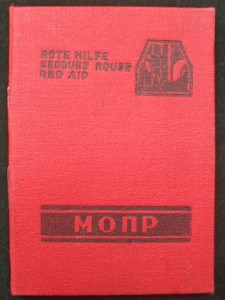 ROTE HILFE
SECOURS ROUGE
RED AID
МОПР